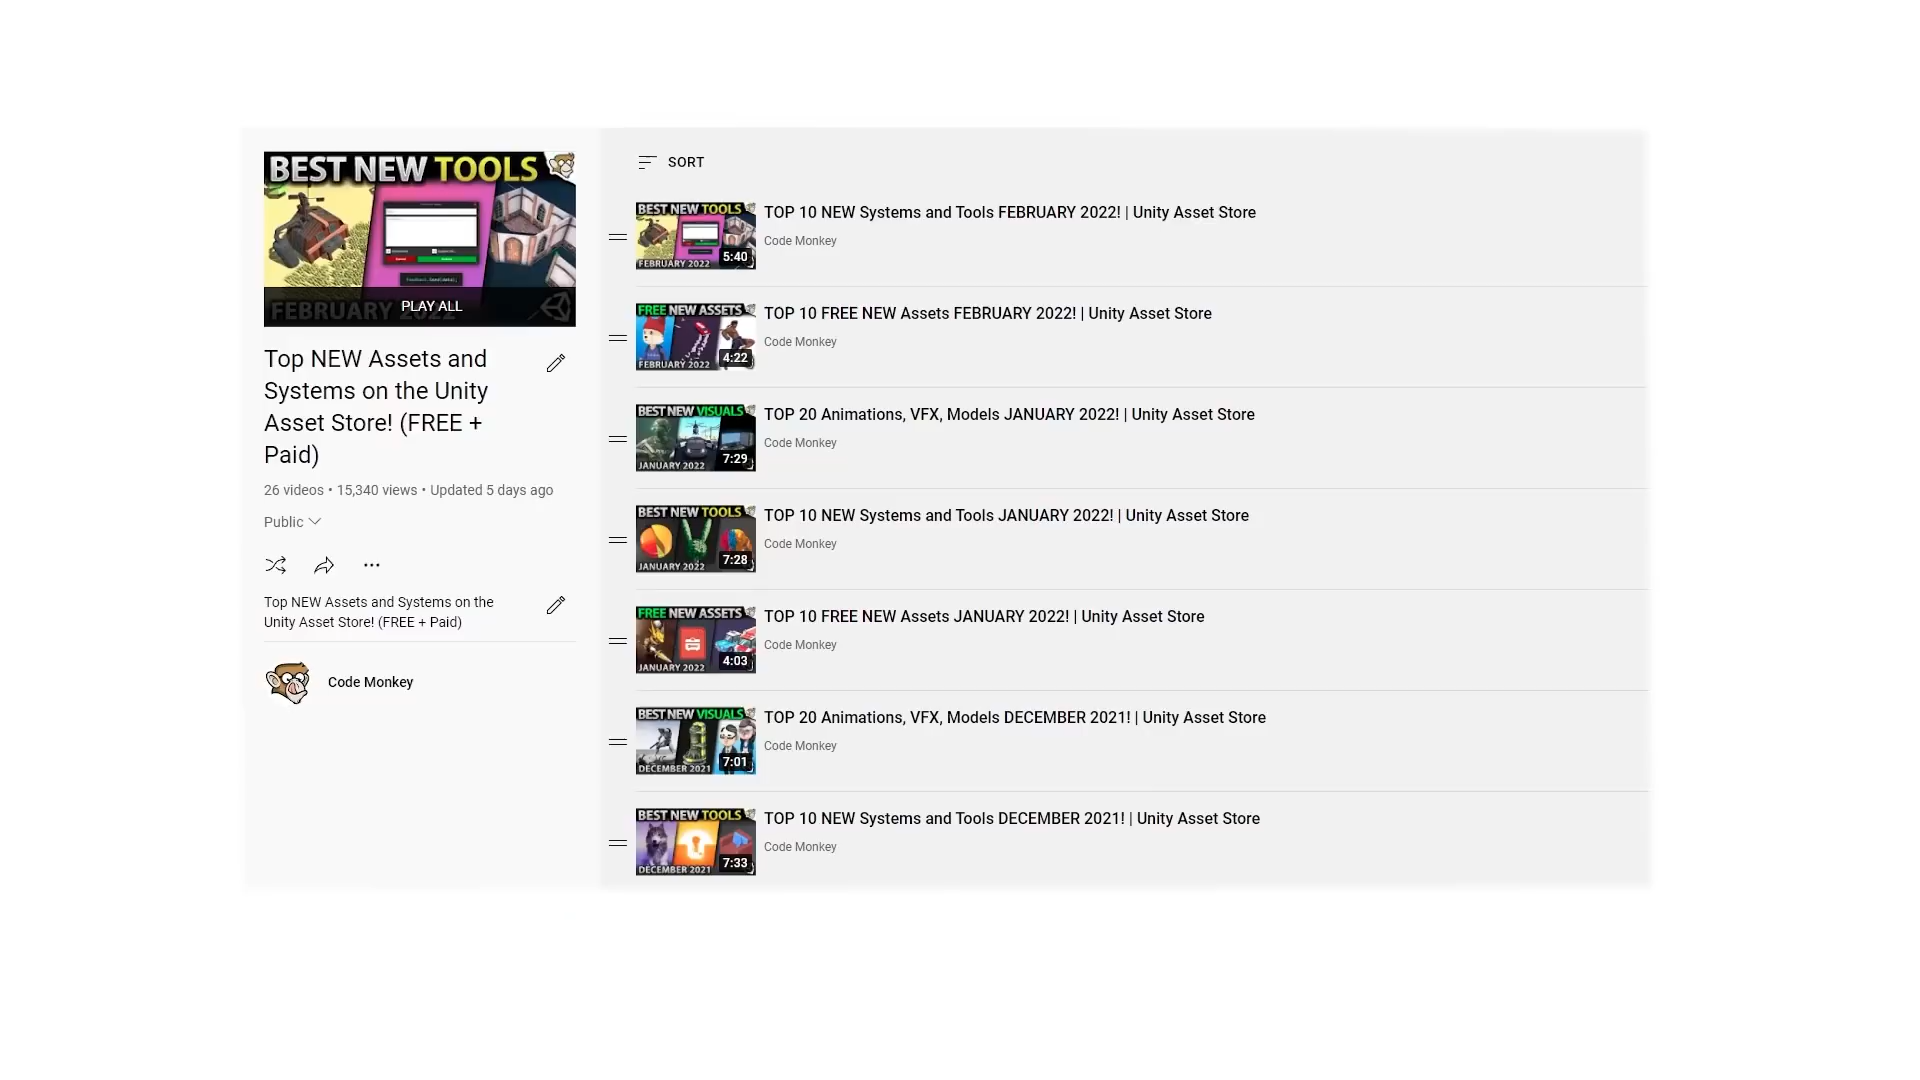 BEST NEW TOOLS
FEBRUARY 2022
PLAY ALL
Top NEW Assets and
Systems on the Unity
Asset Store! (FREE +
Paid)
26 videos • 15,340 views • Updated 5 days ago
Public
Top NEW Assets and Systems on the
Unity Asset Store! (FREE + Paid)
Code Monkey
SORT
BEST NEW TOOLS
FEBRUARY 2022
5:40
TOP 10 NEW Systems and Tools FEBRUARY 2022! | Unity Asset Store
Code Monkey
FREE NEW ASSETS
FEBRUARY 2022
4:22
TOP 10 FREE NEW Assets FEBRUARY 2022! | Unity Asset Store
Code Monkey
BEST NEW VISUALS
JANUARY 2022
7:29
TOP 20 Animations, VFX, Models JANUARY 2022! | Unity Asset Store
Code Monkey
BEST NEW TOOLS
JANUARY 2022
7:28
TOP 10 NEW Systems and Tools JANUARY 2022! | Unity Asset Store
Code Monkey
FREE NEW ASSETS
JANUARY 2022
4:03
TOP 10 FREE NEW Assets JANUARY 2022! | Unity Asset Store
Code Monkey
BEST NEW VISUALS
DECEMBER 2021
7:01
TOP 20 Animations, VFX, Models DECEMBER 2021! | Unity Asset Store
Code Monkey
BEST NEW TOOLS
DECEMBER 2021
7:33
TOP 10 NEW Systems and Tools DECEMBER 2021! | Unity Asset Store
Code Monkey